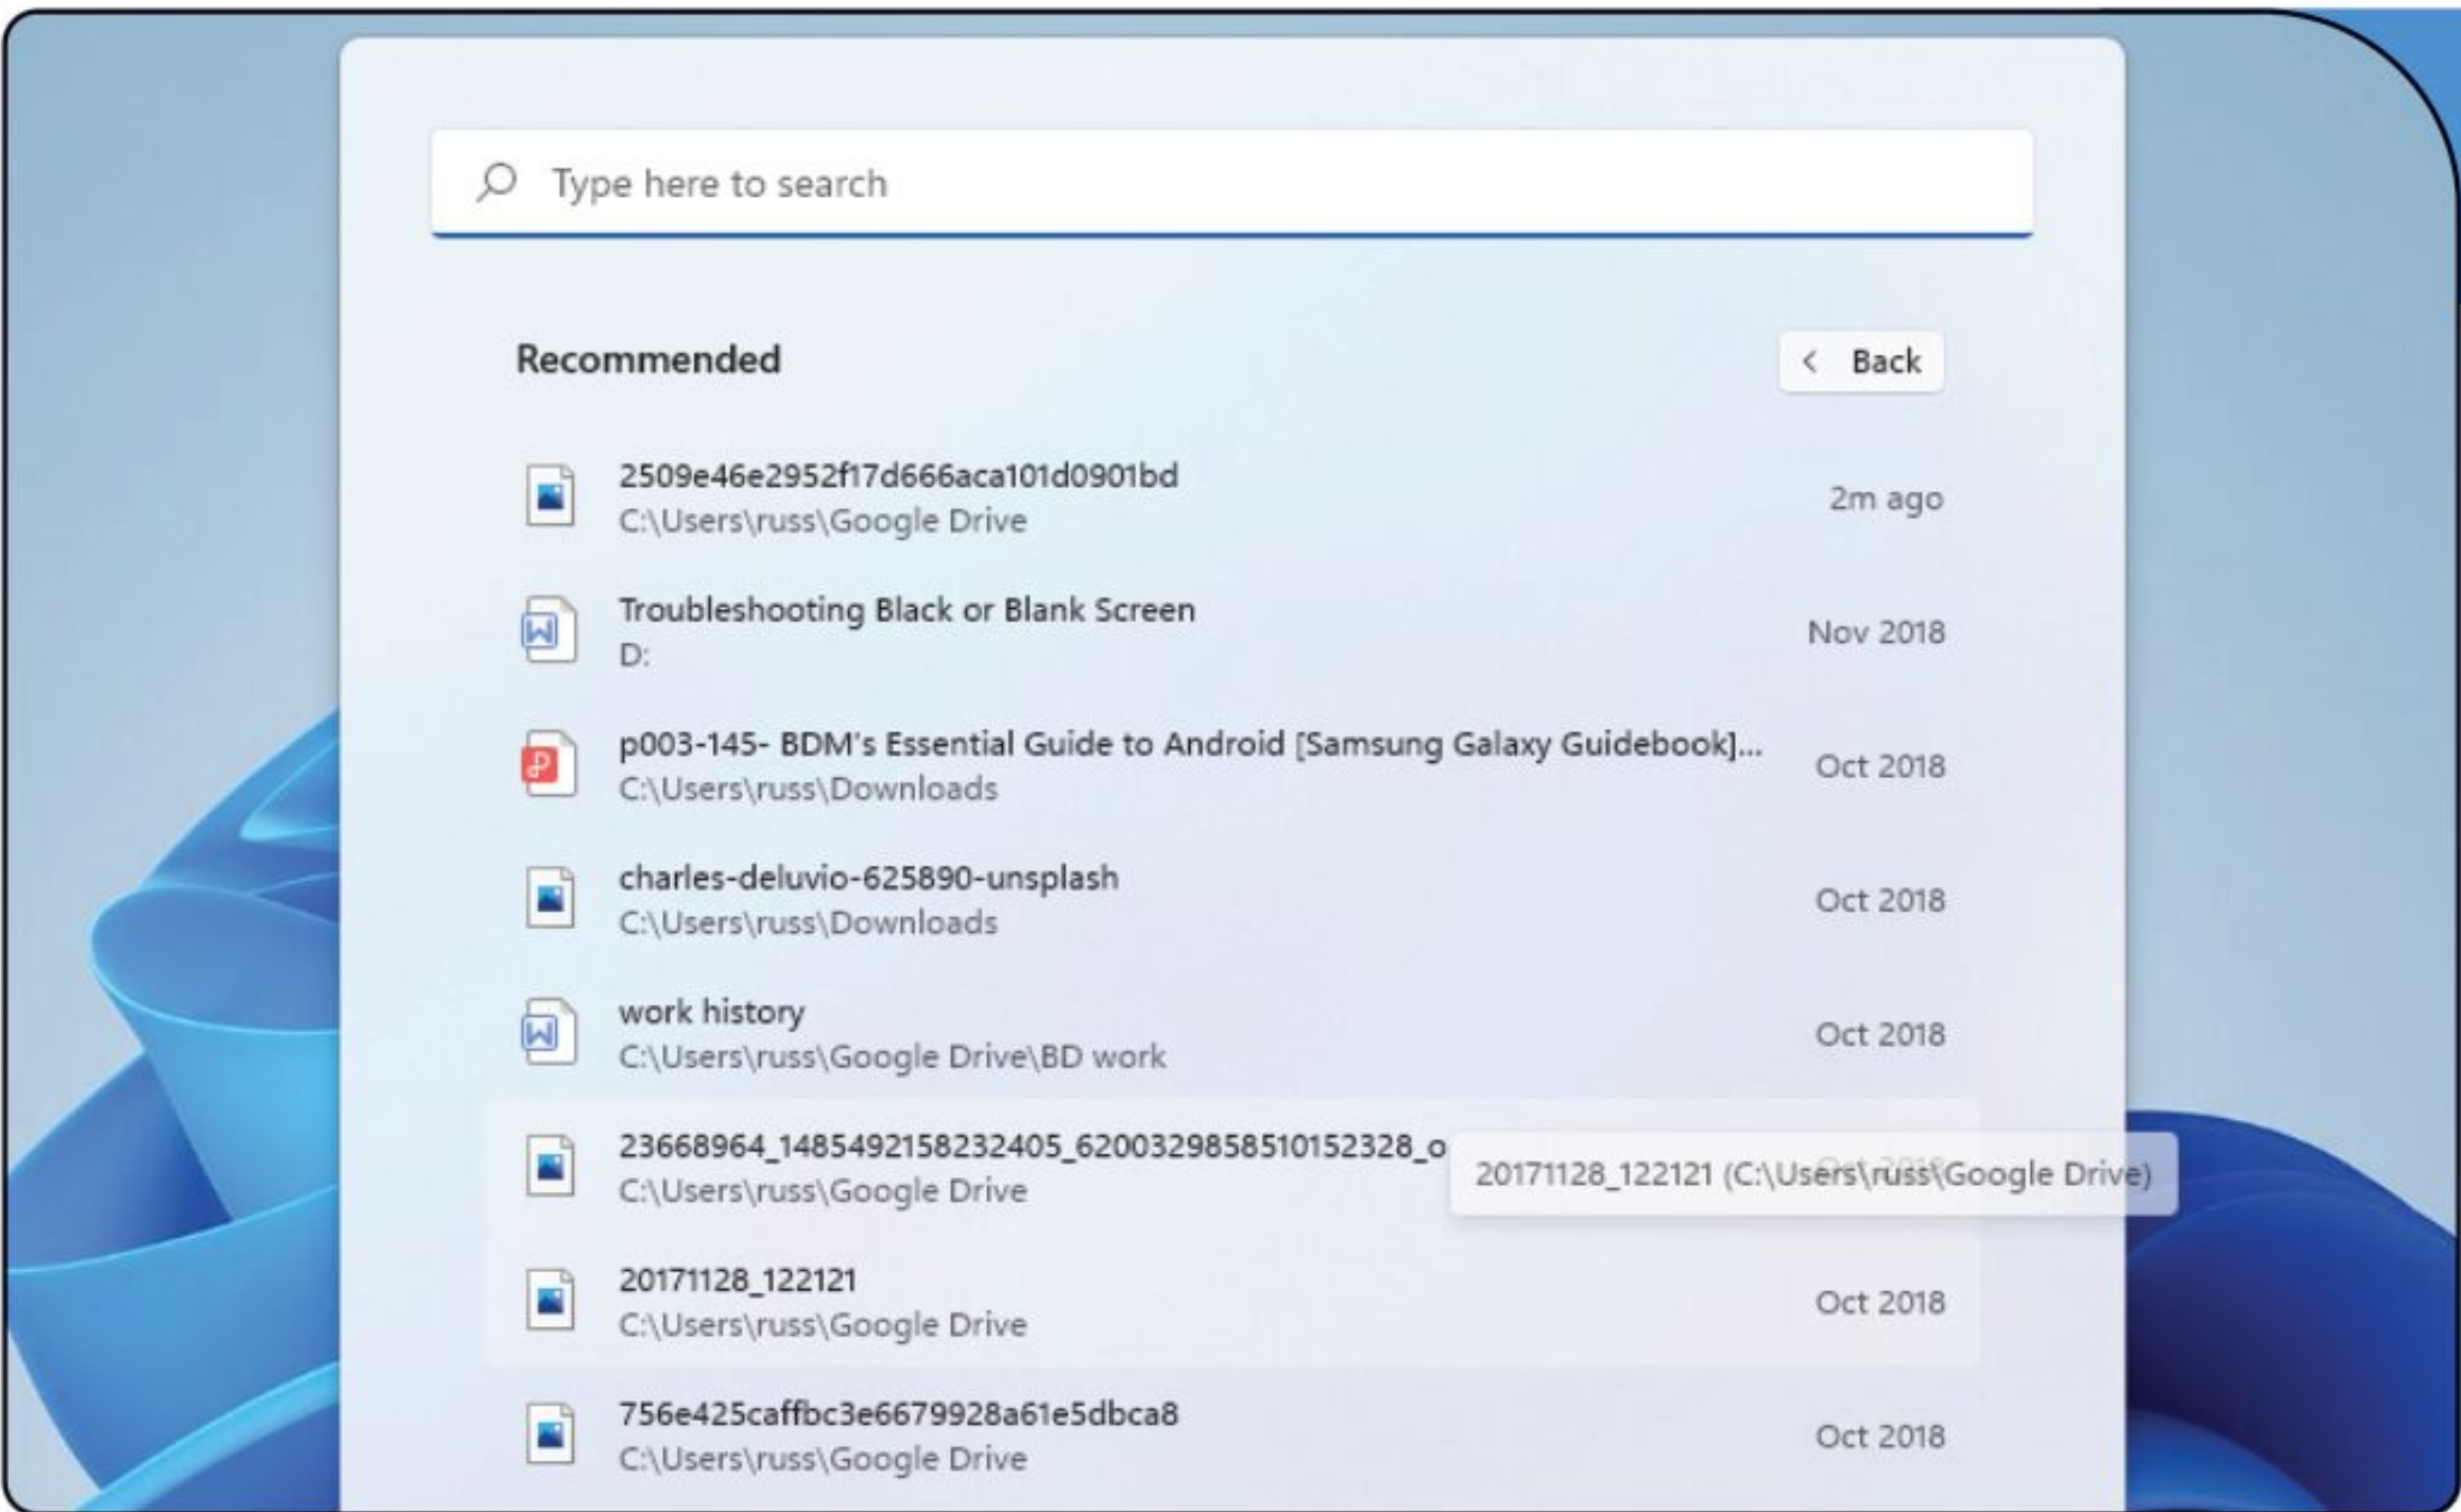 Type here to search
Recommended
Back
2509e46e2952f17d666aca101d0901bd
C:\Users\russ\Google Drive
2m ago
Troubleshooting Black or Blank Screen
D:
Nov 2018
p003-145- BDM's Essential Guide to Android [Samsung Galaxy Guidebook]...
C:\Users\russ\Downloads
Oct 2018
charles-deluvio-625890-unsplash
C:\Users\russ\Downloads
Oct 2018
work history
C:\Users\russ\Google Drive\BD work
Oct 2018
23668964_1485492158232405_6200329858510152328_o
C:\Users\russ\Google Drive
20171128_122121 (C:\Users\russ\Google Drive)
20171128_122121
C:\Users\russ\Google Drive
Oct 2018
756e425caffbc3e6679928a61e5dbca8
C:\Users\russ\Google Drive
Oct 2018